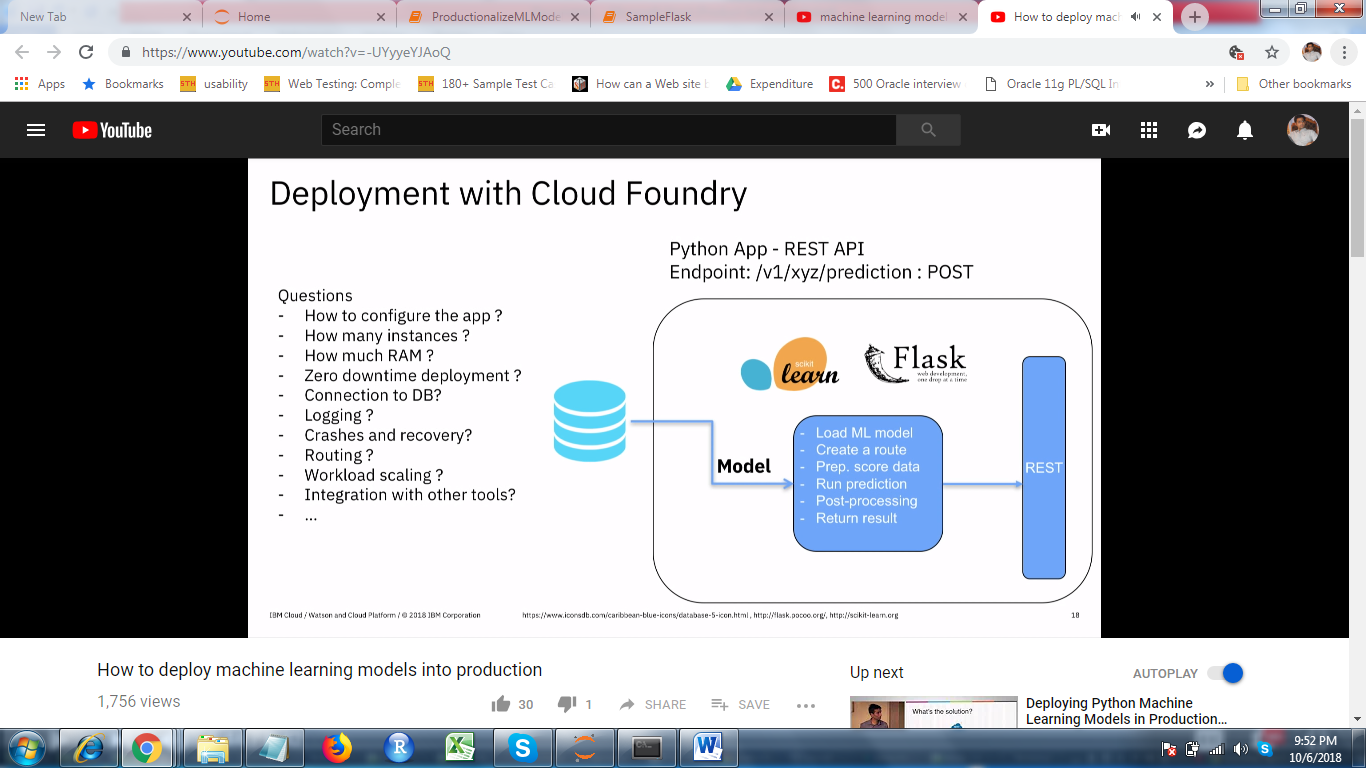 New Tab
Home
ProductionalizeMLMode
SampleFlask
machine learning model
How to deploy mach
https://www.youtube.com/watch?v=-UYyyeYJAoQ
Apps
Bookmarks
STH usability
STH Web Testing: Comple
STH 180+ Sample Test Ca
How can a Web site b
Expenditure
C. 500 Oracle interview
Oracle 11g PL/SQL In
»
Other bookmarks
YouTube
Search
Deployment with Cloud Foundry
Python App - REST API
Endpoint: /v1/xyz/prediction : POST
Questions
- How to configure the app ?
- How many instances ?
- How much RAM ?
- Zero downtime deployment ?
- Connection to DB?
- Logging ?
- Crashes and recovery?
- Routing ?
- Workload scaling ?
- Integration with other tools?
- ...
scikit
learn
Flask
web development,
one drop at a time
Model
- Load ML model
- Create a route
- Prep. score data
- Run prediction
- Post-processing
- Return result
REST
IBM Cloud / Watson and Cloud Platform / © 2018 IBM Corporation
https://www.iconsdb.com/caribbean-blue-icons/database-5-icon.html , http://flask.pocoo.org/, http://scikit-learn.org
18
How to deploy machine learning models into production
1,756 views
30
1
SHARE
SAVE
Up next
AUTOPLAY
What's the solution?
Deploying Python Machine
Learning Models in Production...
9:52 PM
10/6/2018